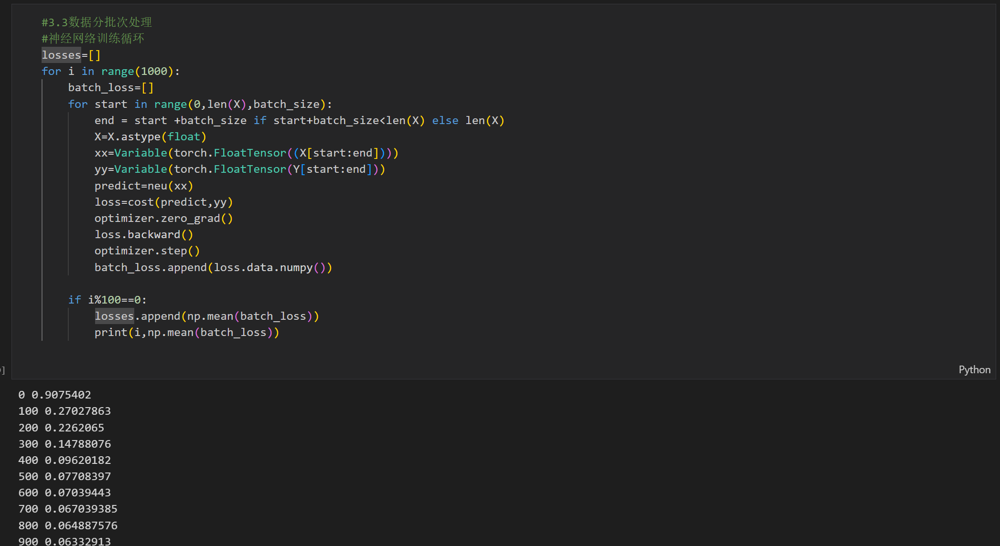 #3.3数据分批次处理
#神经网络训练循环
losses=[]
for i in range(1000):
    batch_loss=[]
    for start in range(0,len(X),batch_size):
        end = start +batch_size if start+batch_size<len(X) else len(X)
        X=X.astype(float)
        xx=Variable(torch.FloatTensor((X[start:end])))
        yy=Variable(torch.FloatTensor(Y[start:end]))
        predict=neu(xx)
        loss=cost(predict,yy)
        optimizer.zero_grad()
        loss.backward()
        optimizer.step()
        batch_loss.append(loss.data.numpy())
    if i%100==0:
        losses.append(np.mean(batch_loss))
        print(i,np.mean(batch_loss))
]
Python
0 0.9075402
100 0.27027863
200 0.2262065
300 0.14788076
400 0.09620182
500 0.07708397
600 0.07039443
700 0.067039385
800 0.064887576
900 0.06332913